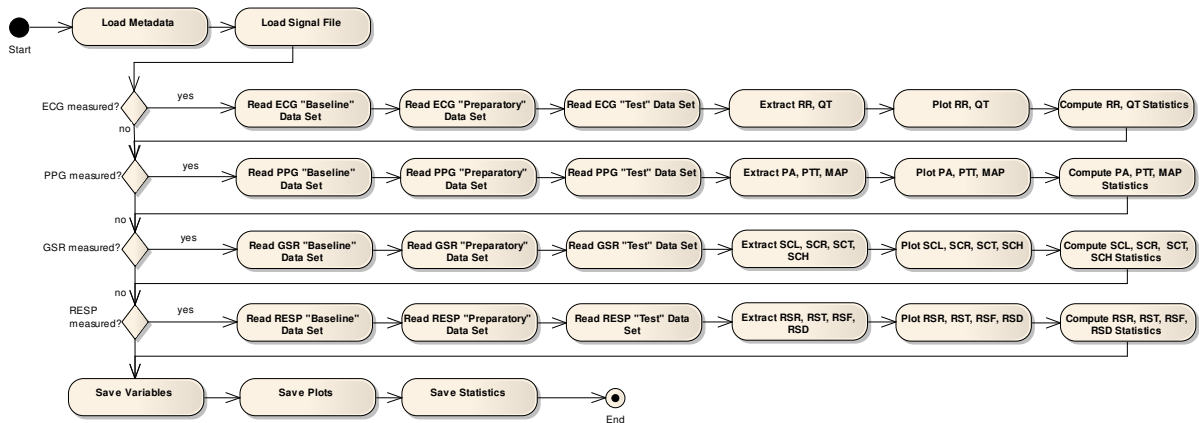 Load Metadata
Load Signal File
Start
ECG measured?
yes
no
Read ECG "Baseline"
Data Set
Read ECG "Preparatory"
Data Set
Read ECG "Test" Data Set
Extract RR, QT
Plot RR, QT
Compute RR, QT Statistics
PPG measured?
yes
no
Read PPG "Baseline"
Data Set
Read PPG "Preparatory"
Data Set
Read PPG "Test" Data Set
Extract PA, PTT, MAP
Plot PA, PTT, MAP
Compute PA, PTT, MAP
Statistics
GSR measured?
yes
no
Read GSR "Baseline"
Data Set
Read GSR "Preparatory"
Data Set
Read GSR "Test" Data Set
Extract SCL, SCR, SCT,
SCH
Plot SCL, SCR, SCT, SCH
Compute SCL, SCR, SCT,
SCH Statistics
RESP
measured?
yes
Read RESP "Baseline"
Data Set
Read RESP "Preparatory"
Data Set
Read RESP "Test" Data
Set
Extract RSR, RST, RSF,
RSD
Plot RSR, RST, RSF, RSD
Compute RSR, RST, RSF,
RSD Statistics
Save Variables
Save Plots
Save Statistics
End